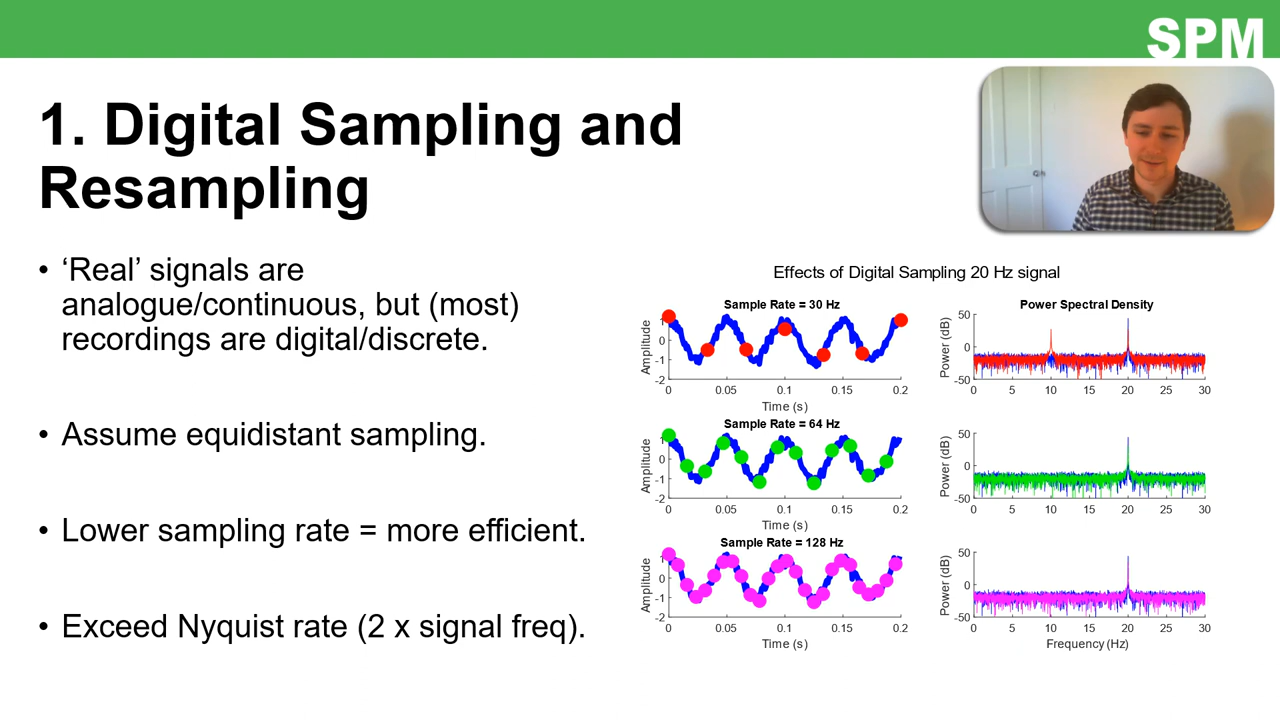 SPM
1. Digital Sampling and
Resampling
• ‘Real’ signals are
analogue/continuous, but (most)
recordings are digital/discrete.
• Assume equidistant sampling.
• Lower sampling rate = more efficient.
• Exceed Nyquist rate (2 x signal freq).
Effects of Digital Sampling 20 Hz signal
Sample Rate = 30 Hz
Amplitude
1
0
-1
-2
0 0.05 0.1 0.15 0.2
Time (s)
Power Spectral Density
Power (dB)
50
0
-50
0 5 10 15 20 25 30
Sample Rate = 64 Hz
Amplitude
1
0
-1
-2
0 0.05 0.1 0.15 0.2
Time (s)
Power (dB)
50
0
-50
0 5 10 15 20 25 30
Sample Rate = 128 Hz
Amplitude
1
0
-1
-2
0 0.05 0.1 0.15 0.2
Time (s)
Power (dB)
50
0
-50
0 5 10 15 20 25 30
Frequency (Hz)